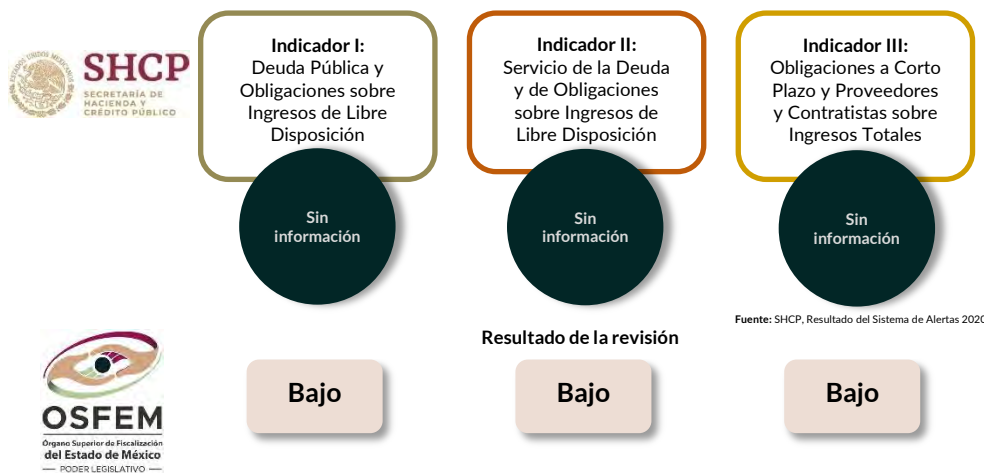 SHCP
SECRETARÍA DE
HACIENDA Y
CRÉDITO PÚBLICO
ESTADOS UNIDOS MEXICANOS
Indicador I:
Deuda Pública y
Obligaciones sobre
Ingresos de Libre
Disposición
Sin
información
Indicador II:
Servicio de la Deuda
y de Obligaciones
sobre Ingresos de
Libre Disposición
Sin
información
Indicador III:
Obligaciones a Corto
Plazo y Proveedores
y Contratistas sobre
Ingresos Totales
Sin
información
Fuente: SHCP, Resultado del Sistema de Alertas 2020
Resultado de la revisión
OSFEM
Órgano Superior de Fiscalización
del Estado de México
PODER LEGISLATIVO
Bajo
Bajo
Bajo